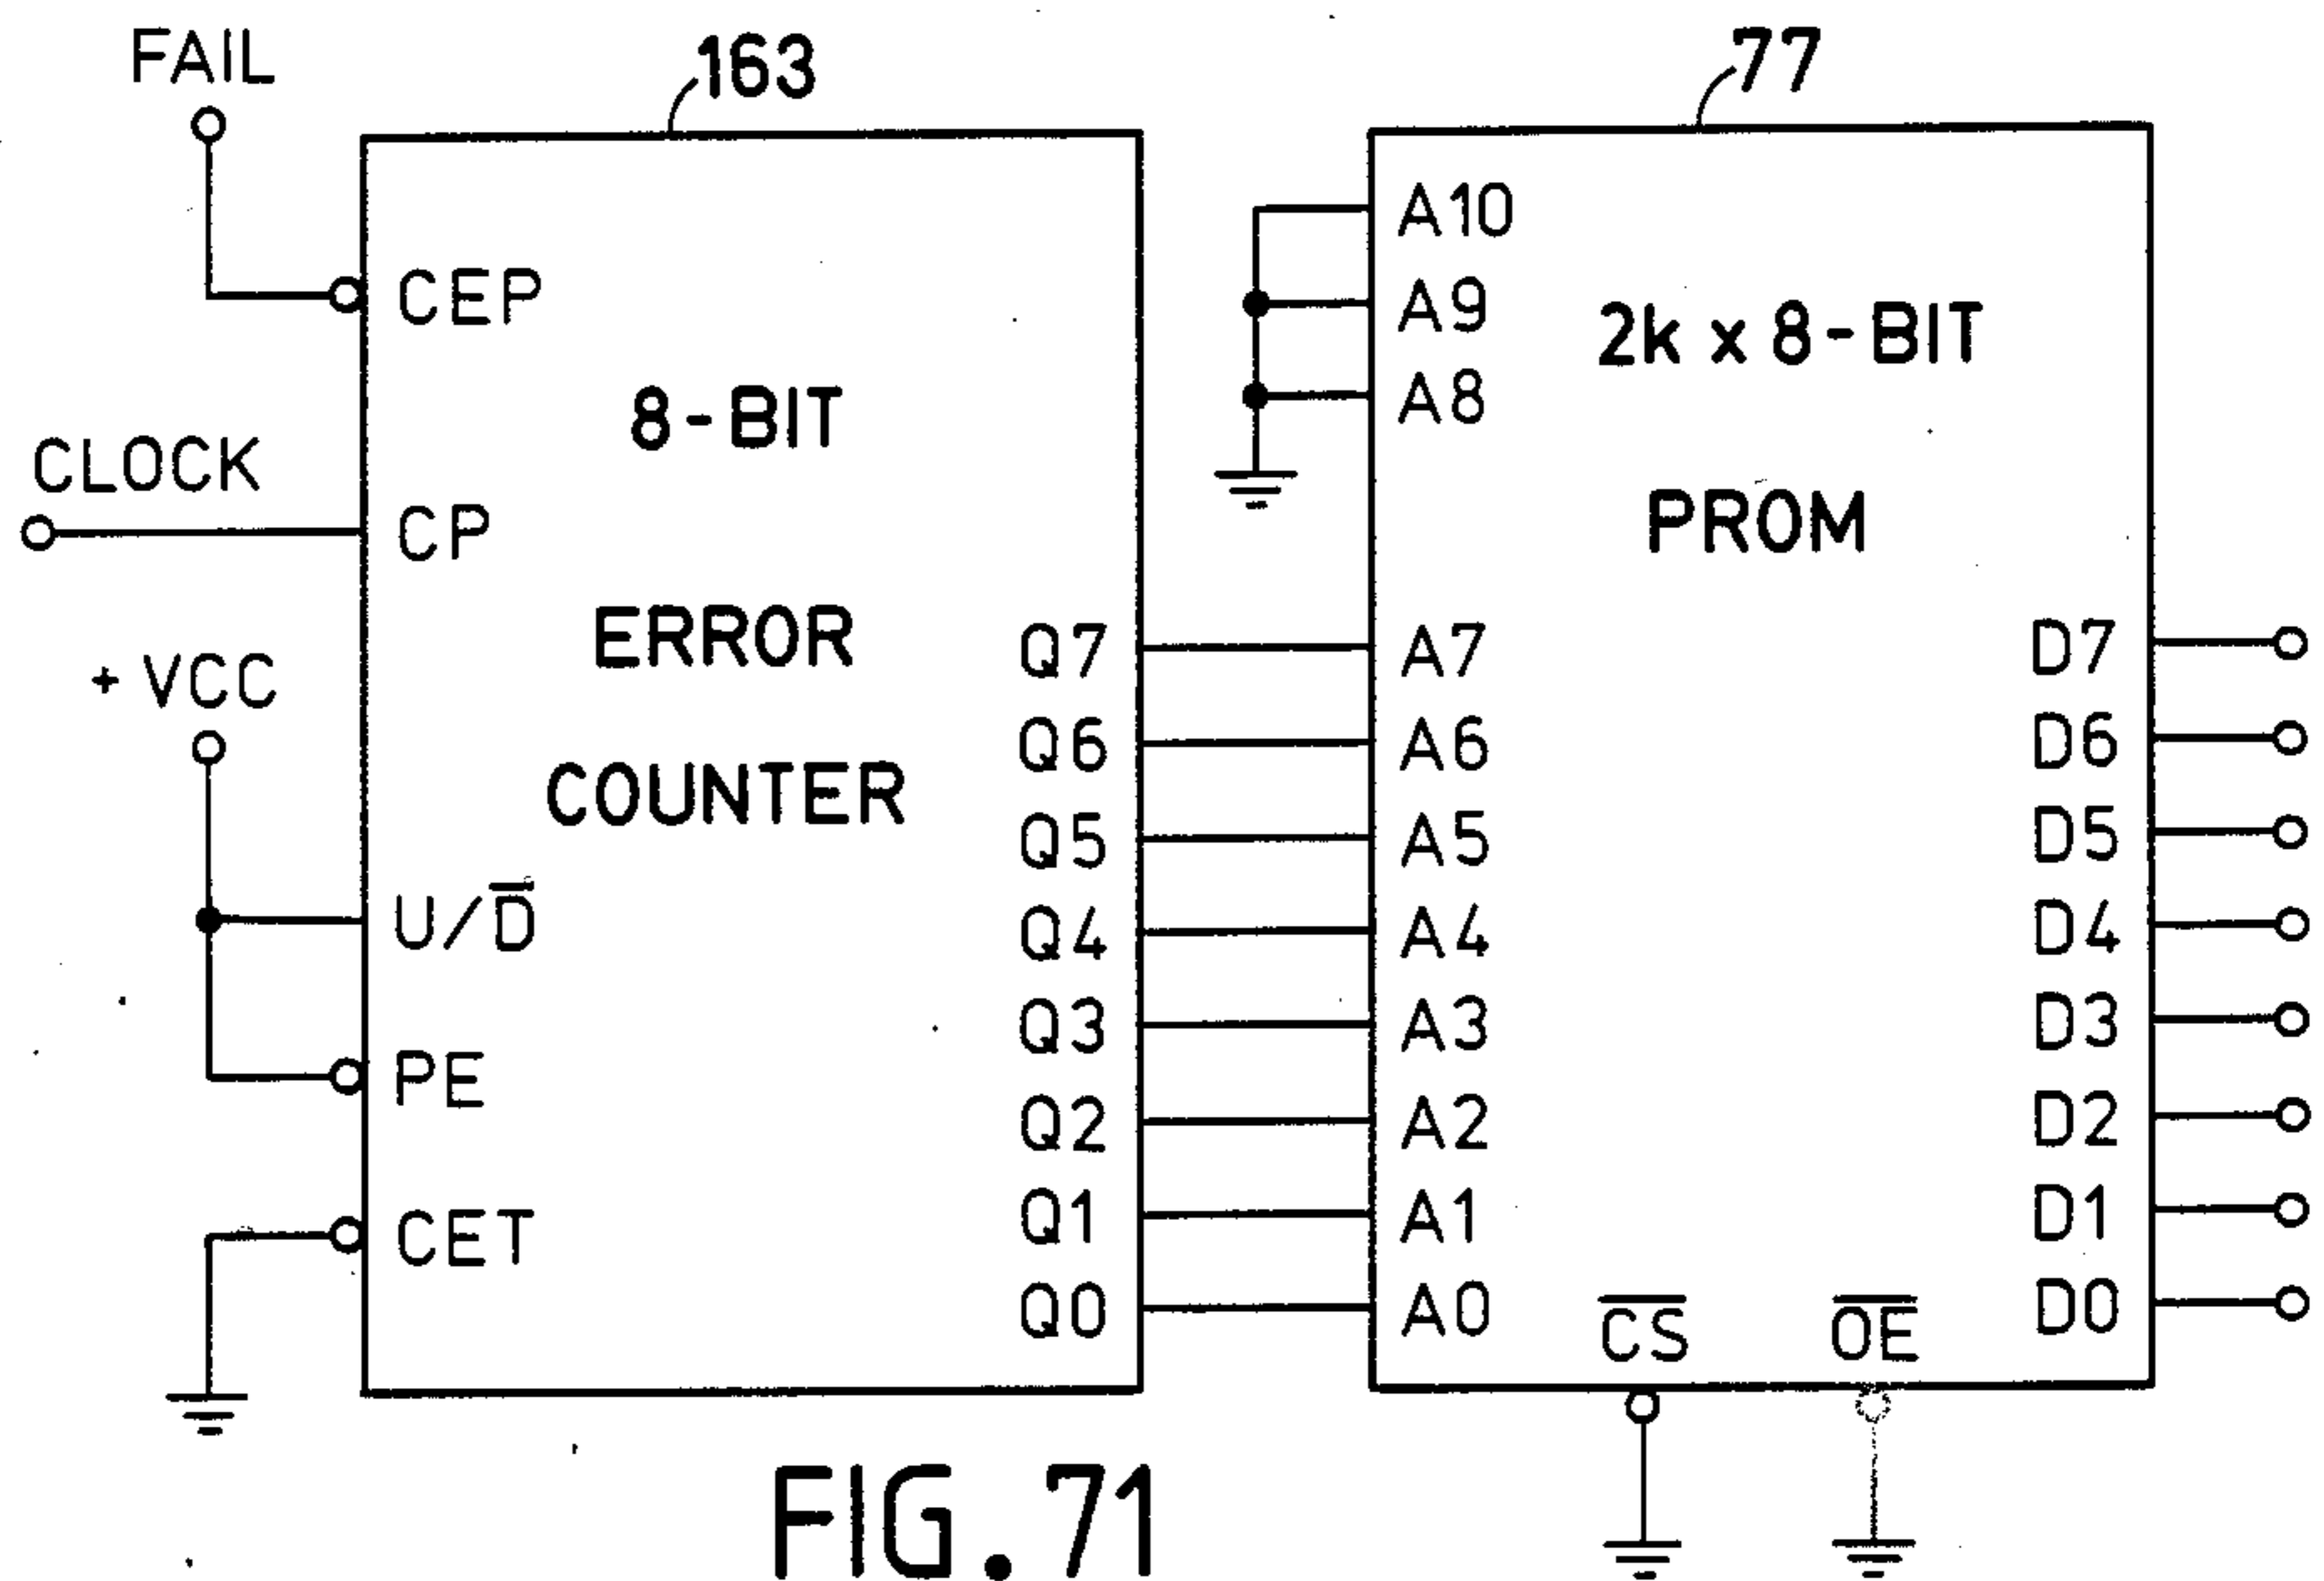 FAIL
163
77
CEP
8-BIT
CLOCK
CP
ERROR
+ VCC
COUNTER
U/D̅
PE
CET
Q7
Q6
Q5
Q4
Q3
Q2
Q1
Q0
A10
A9
A8
2k x 8-BIT
PROM
A7
A6
A5
A4
A3
A2
A1
A0
C̅S̅
O̅E̅
D7
D6
D5
D4
D3
D2
D1
D0
FIG. 71